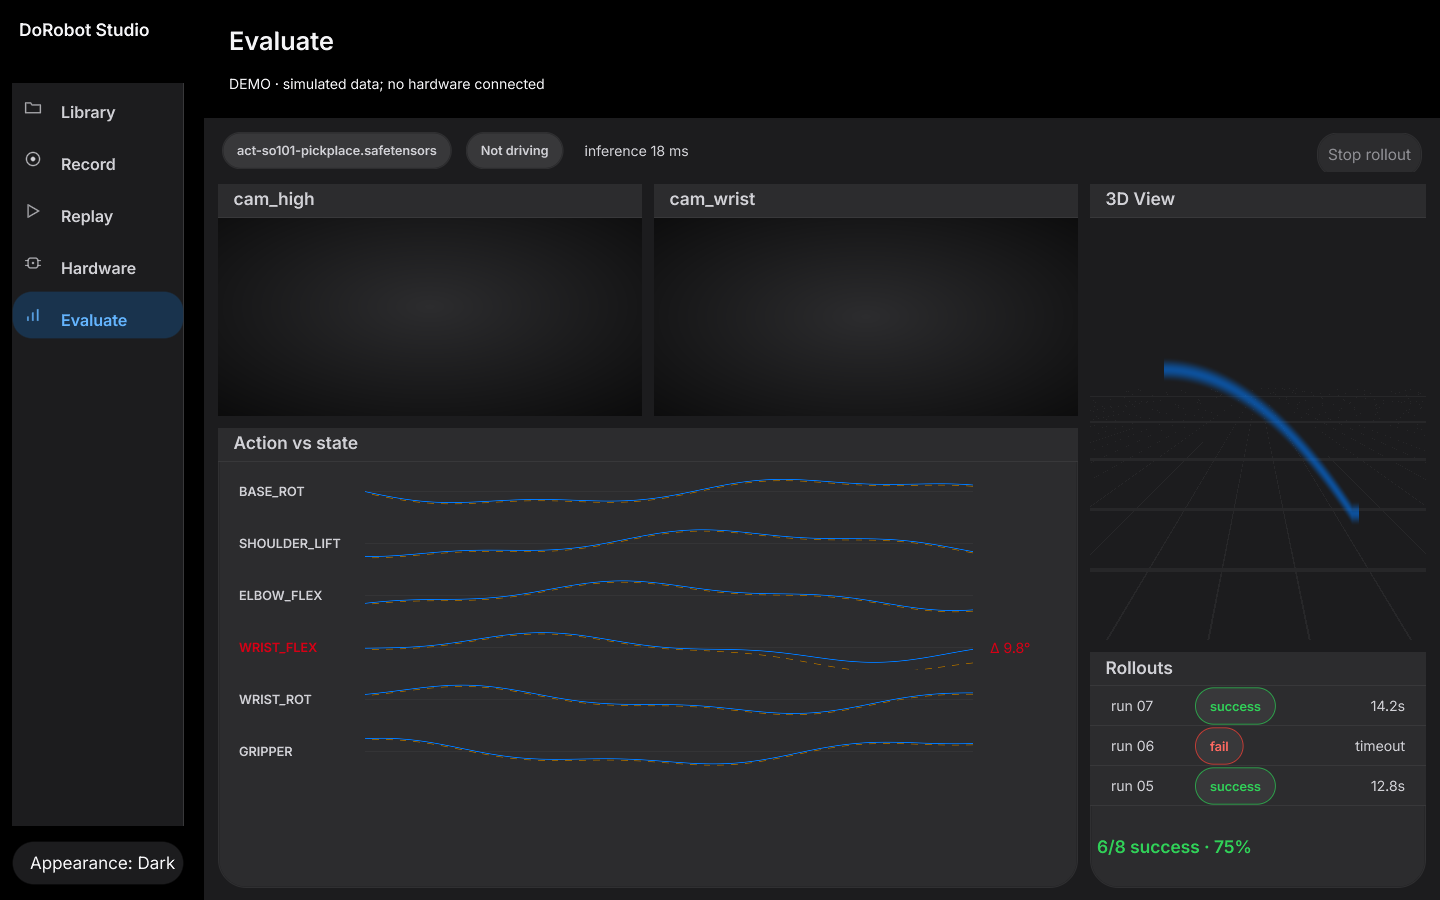 DoRobot Studio
Library
Record
Replay
Hardware
Evaluate
Appearance: Dark
Evaluate
DEMO · simulated data; no hardware connected
act-so101-pickplace.safetensors
Not driving
inference 18 ms
Stop rollout
cam_high
cam_wrist
3D View
Action vs state
BASE_ROT
SHOULDER_LIFT
ELBOW_FLEX
WRIST_FLEX
Δ 9.8°
WRIST_ROT
GRIPPER
Rollouts
run 07 success 14.2s
run 06 fail timeout
run 05 success 12.8s
6/8 success · 75%